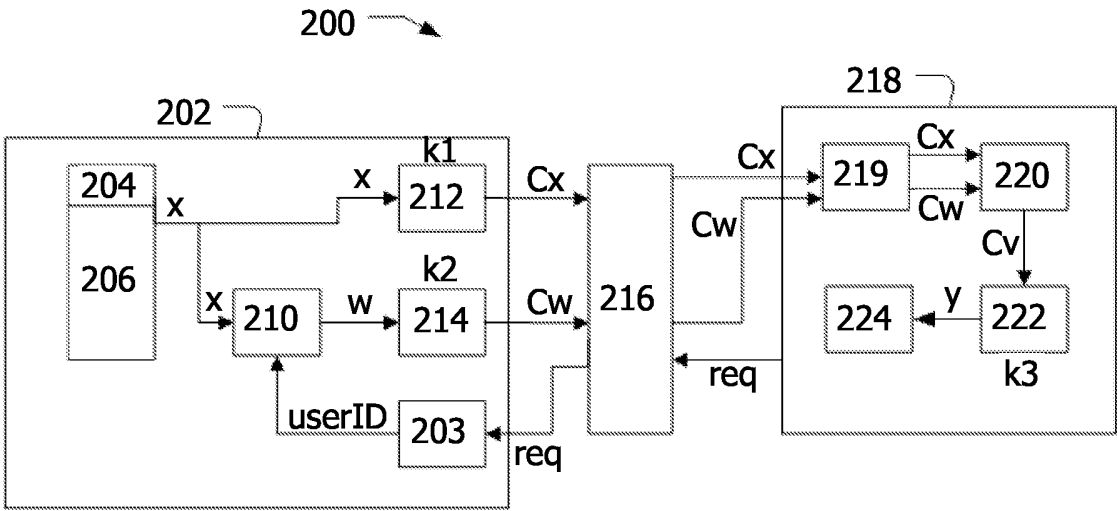 200
202
218
k1
204
x
x
212
Cx
Cx
219
Cx
220
Cw
Cw
206
k2
Cv
x
210
w
214
Cw
216
224
y
222
k3
req
userID
203
req